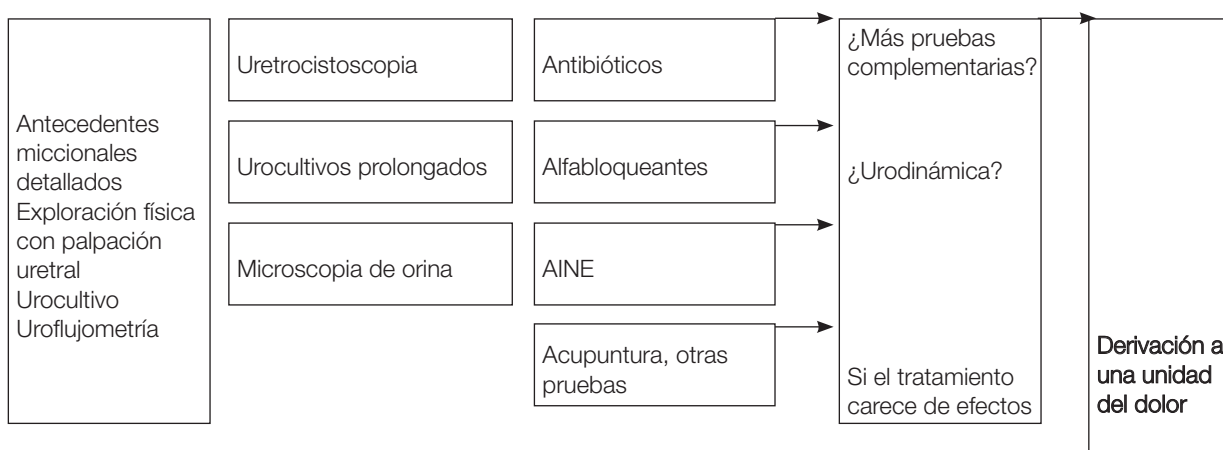 Antecedentes
miccionales
detallados
Exploración física
con palpación
uretral
Urocultivo
Uroflujometría
Uretrocistoscopia
Urocultivos prolongados
Microscopia de orina
Antibióticos
Alfabloqueantes
AINE
Acupuntura, otras
pruebas
¿Más pruebas
complementarias?
¿Urodinámica?
Si el tratamiento
carece de efectos
Derivación a
una unidad
del dolor